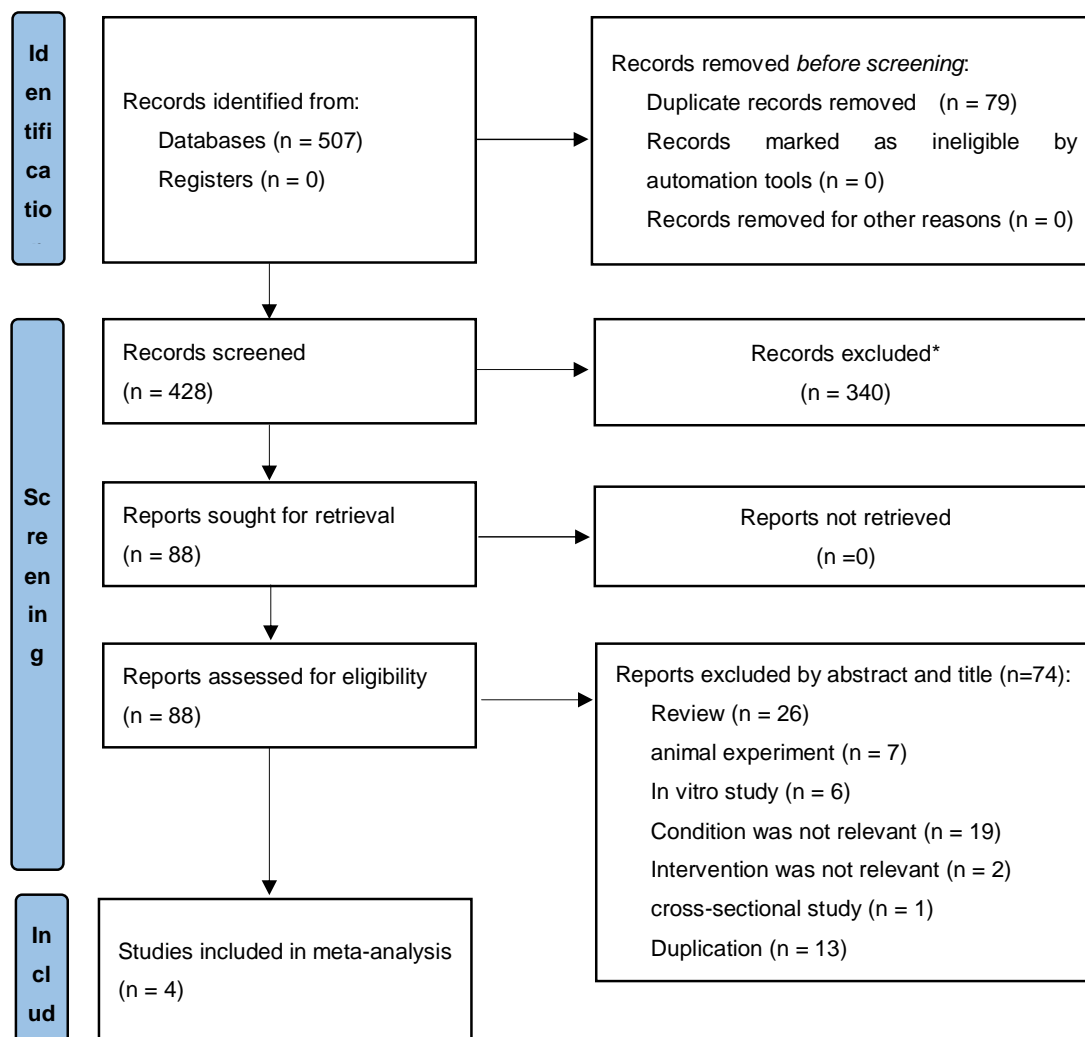 Id
en
tifi
ca
tio
Records identified from:
Databases (n = 507)
Registers (n = 0)
Records removed before screening:
Duplicate records removed (n = 79)
Records marked as ineligible by
automation tools (n = 0)
Records removed for other reasons (n = 0)
Sc
re
en
in
g
Records screened
(n = 428)
Records excluded*
(n = 340)
Reports sought for retrieval
(n = 88)
Reports not retrieved
(n =0)
Reports assessed for eligibility
(n = 88)
Reports excluded by abstract and title (n=74):
Review (n = 26)
animal experiment (n = 7)
In vitro study (n = 6)
Condition was not relevant (n = 19)
Intervention was not relevant (n = 2)
cross-sectional study (n = 1)
Duplication (n = 13)
In
cl
ud
Studies included in meta-analysis
(n = 4)